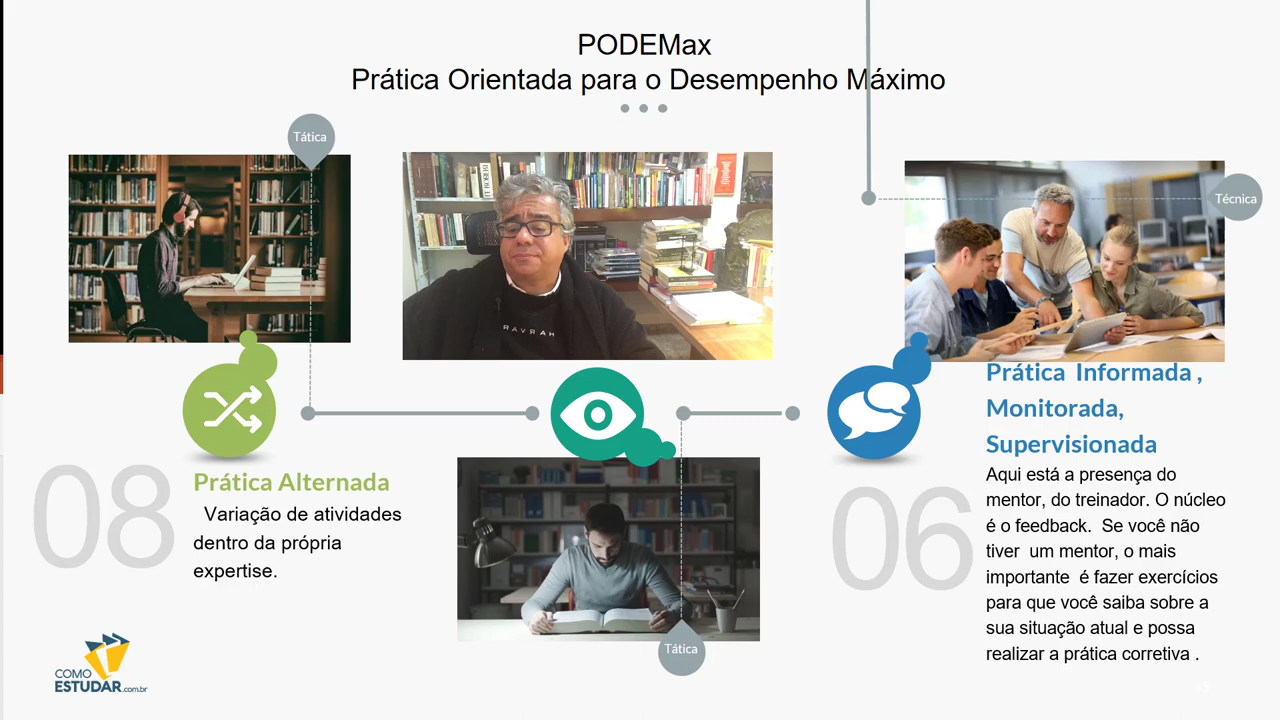 PODEMax
Prática Orientada para o Desempenho Máximo
Tática
Técnica
HARVAR
08
Prática Alternada
Variação de atividades
dentro da própria
expertise.
Tática
06
Prática Informada ,
Monitorada,
Supervisionada
Aqui está a presença do
mentor, do treinador. O núcleo
é o feedback. Se você não
tiver um mentor, o mais
importante é fazer exercícios
para que você saiba sobre a
sua situação atual e possa
realizar a prática corretiva .
COMO
ESTUDAR.com.br